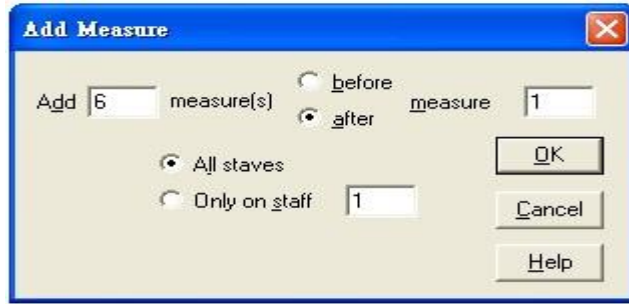 Add Measure
before
Add 6 measure(s) measure 1
after
OK
All staves
Only on staff 1
Cancel
Help